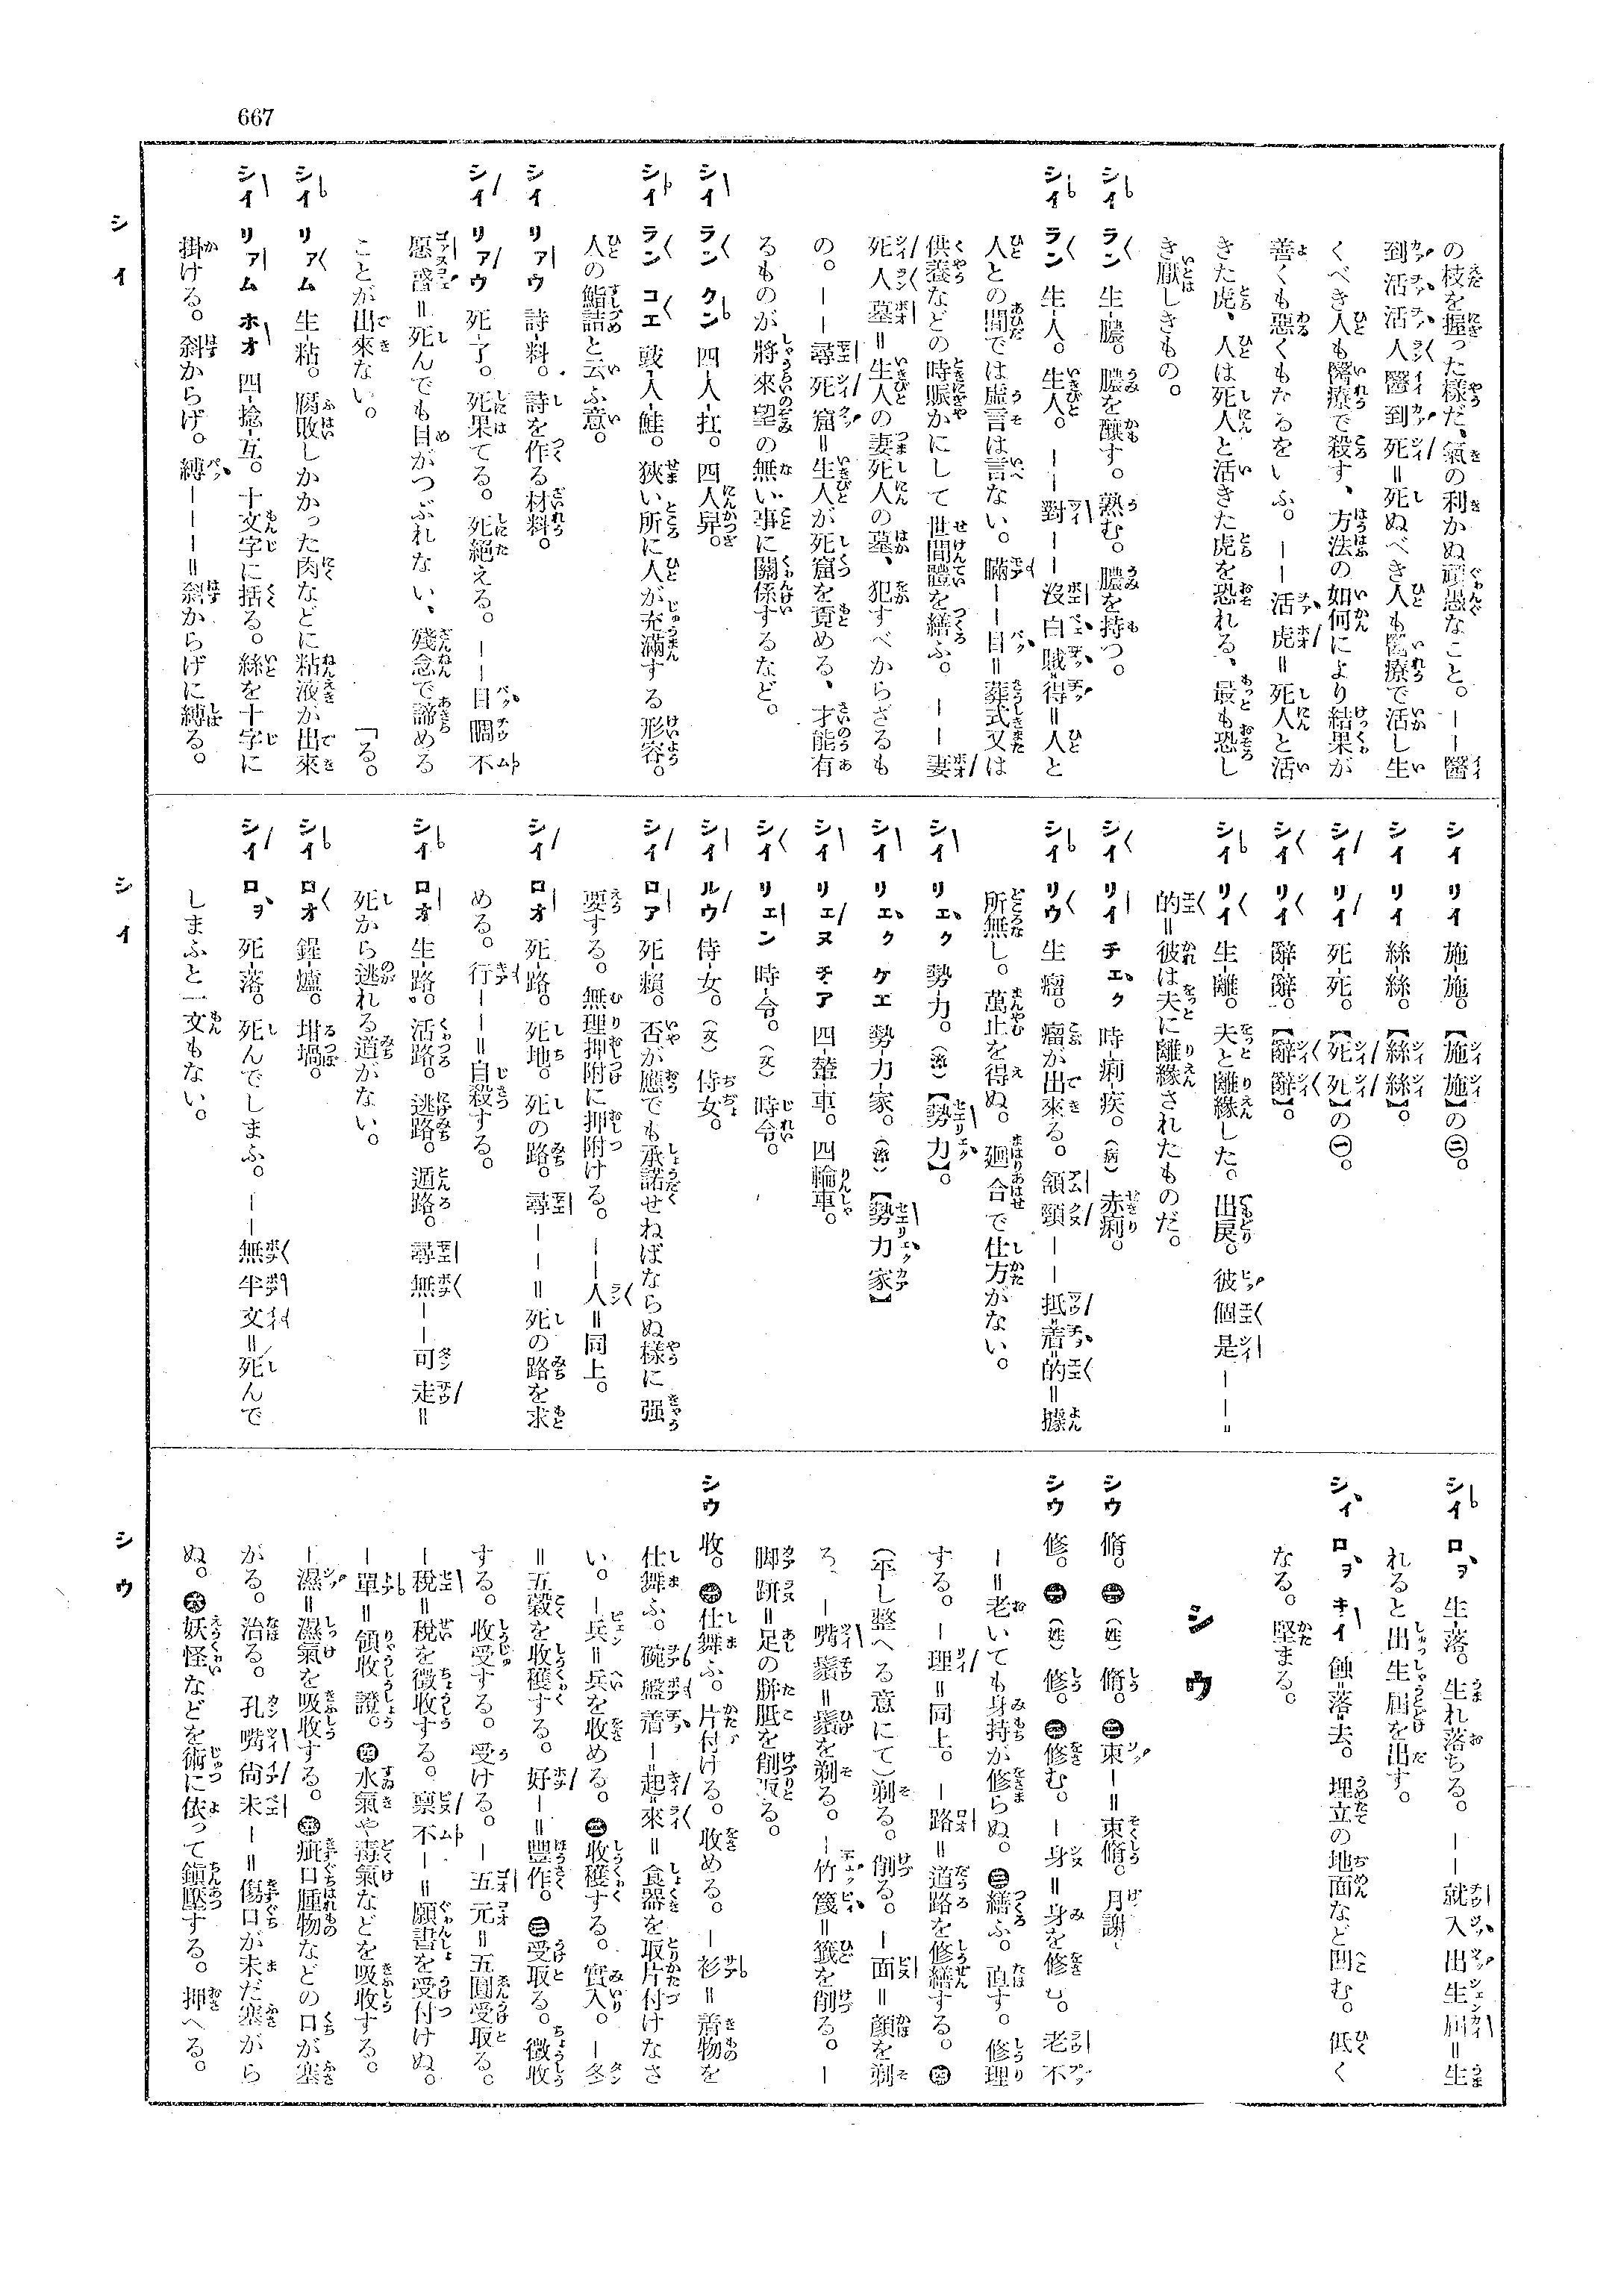 667
の枝を握った樣だ、氣の利かぬ頑愚なこと。――醫
到活活人醫到死＝死ぬべき人も醫療で活し生
くべき人も醫療で殺す、方法の如何により結果が
善くも惡くもなるをいふ。――活虎＝死人と活
きた虎、人は死人と活きた虎を恐れる、最も恐し
き厭しきもの。
シイ ラン 生-膿。膿を釀す。熟む。膿を持つ。
シイ ラン 生-人。生人。――對――沒白賊-得＝人と
人との間では虛言は言ない。瞞――目＝葬式又は
供養などの時賑かにして世間體を繕ふ。――妻
死人墓＝生人の妻死人の墓、犯すべからざるも
の。――尋死窟＝生人が死窟を覓める、才能有
るものが將來望の無い事に關係するなど。
シイ ラン クン 四-人-扛。四人舁。
シイ ラン コエ 豉-人-鮭。狹い所に人が充滿する形容。
人の鮨詰と云ふ意。
シイ リァウ 詩-料。詩を作る材料。
シイ リァウ 死-了。死果てる。死絕える。――目瞯不
愿瞪＝死んでも目がつぶれない、殘念で諦める
ことが出來ない。 「る。
シイ リァム 生-粘。腐敗しかかった肉などに粘液が出來
シイ リァム ホオ 四-捻-互。十文字に括る。絲を十字に
掛ける。斜からげ。縛――――＝斜からげに縛る。
シイ リイ 施-施。【施施】の㊁。
シイ リイ 絲-絲。【絲絲】。
シイ リイ 死-死。【死死】の㊀。
シイ リイ 辭-辭。【辭辭】。
シイ リイ 生-離。夫と離緣した。出戾。彼個是――＝
的＝彼は夫に離緣されたものだ。
シイ リイ チェク 時-痢-疾。(病) 赤痢。
シイ リウ 生-瘤。瘤が出來る。頷頸――抵-着-的＝據
所無し。萬止を得ぬ。廻合で仕方がない。
シイ リェク 勢-力。(游)【勢力】。
シイ リェク ケエ 勢-力-家。(游)【勢力家】
シイ リェヌ チァ 四-輦-車。四輪車。
シイ リェン 時-令。(文) 時令。
シイ ルウ 侍-女。(文) 侍女。
シイ ロア 死-賴。否が應でも承諾せねばならぬ樣に强
要する。無理押附に押附ける。――人＝同上。
シイ ロオ 死-路。死地。死の路。尋――＝死の路を求
める。行――＝自殺する。
シイ ロオ 生-路。活路。逃路。遁路。尋無――可走＝
死から逃れる道がない。
シイ ロオ 鉎-爐。坩堝。
シイ ロヲ 死-落。死んでしまふ。――無半文＝死んで
しまふと一文もない。
シイ ロヲ 生-落。生れ落ちる。――就入出生屆＝生
れると出生屆を出す。
シイ ロヲ キイ 蝕-落-去。埋立の地面など凹む。低く
なる。堅まる。
シウ
シウ 脩。㊀(姓) 脩。㊁束―＝束脩。月謝。
シウ 修。㊀(姓) 修。㊁修む。―身＝身を修む。老不
―＝老いても身持が修らぬ。㊂繕ふ。直す。修理
する。―理＝同上。―路＝道路を修繕する。㊃
(平し整へる意にて)剃る。削る。―面＝顏を剃
る。―嘴鬚＝鬚を剃る。―竹篾＝籤を削る。―
脚骿＝足の胼胝を削取る。
シウ 收。㊀仕舞ふ。片付ける。收める。―衫＝着物を
仕舞ふ。碗盤着―起來＝食器を取片付けなさ
い。―兵＝兵を收める。㊁收穫する。實入。―冬
＝五穀を收穫する。好―＝豐作。㊂受取る。徵收
する。收受する。受ける。―五元＝五圓受取る。
―稅＝稅を徵收する。稟不―＝願書を受付けぬ。
―單＝領收證。㊃水氣や毒氣などを吸收する。
―濕＝濕氣を吸收する。㊄疵口腫物などの口が塞
がる。治る。孔嘴尙未―＝傷口が未だ塞がら
ぬ。㊅妖怪などを術に依って鎭壓する。押へる。
シイ
シイ
シウ